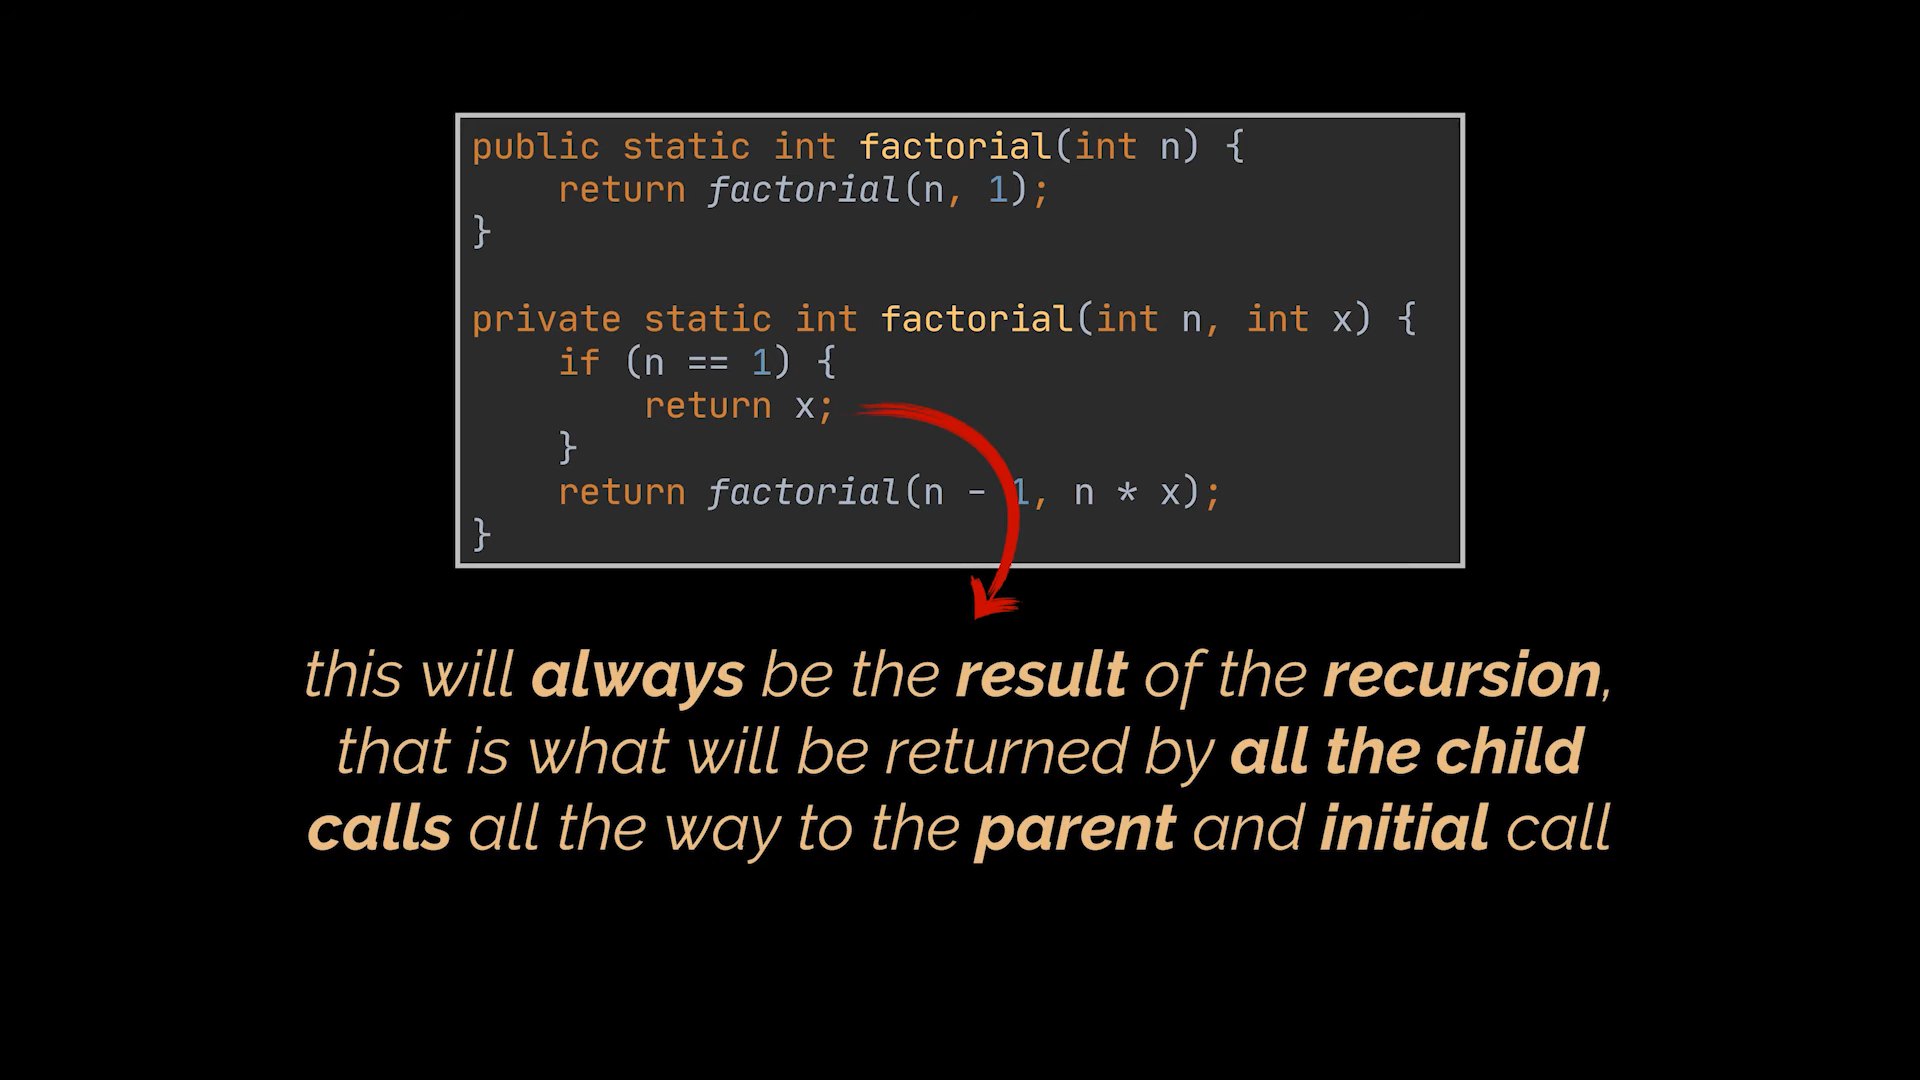 public static int factorial(int n) {
    return factorial(n, 1);
}
private static int factorial(int n, int x) {
    if (n == 1) {
        return x;
    }
    return factorial(n - 1, n * x);
}
this will always be the result of the recursion,
that is what will be returned by all the child
calls all the way to the parent and initial call